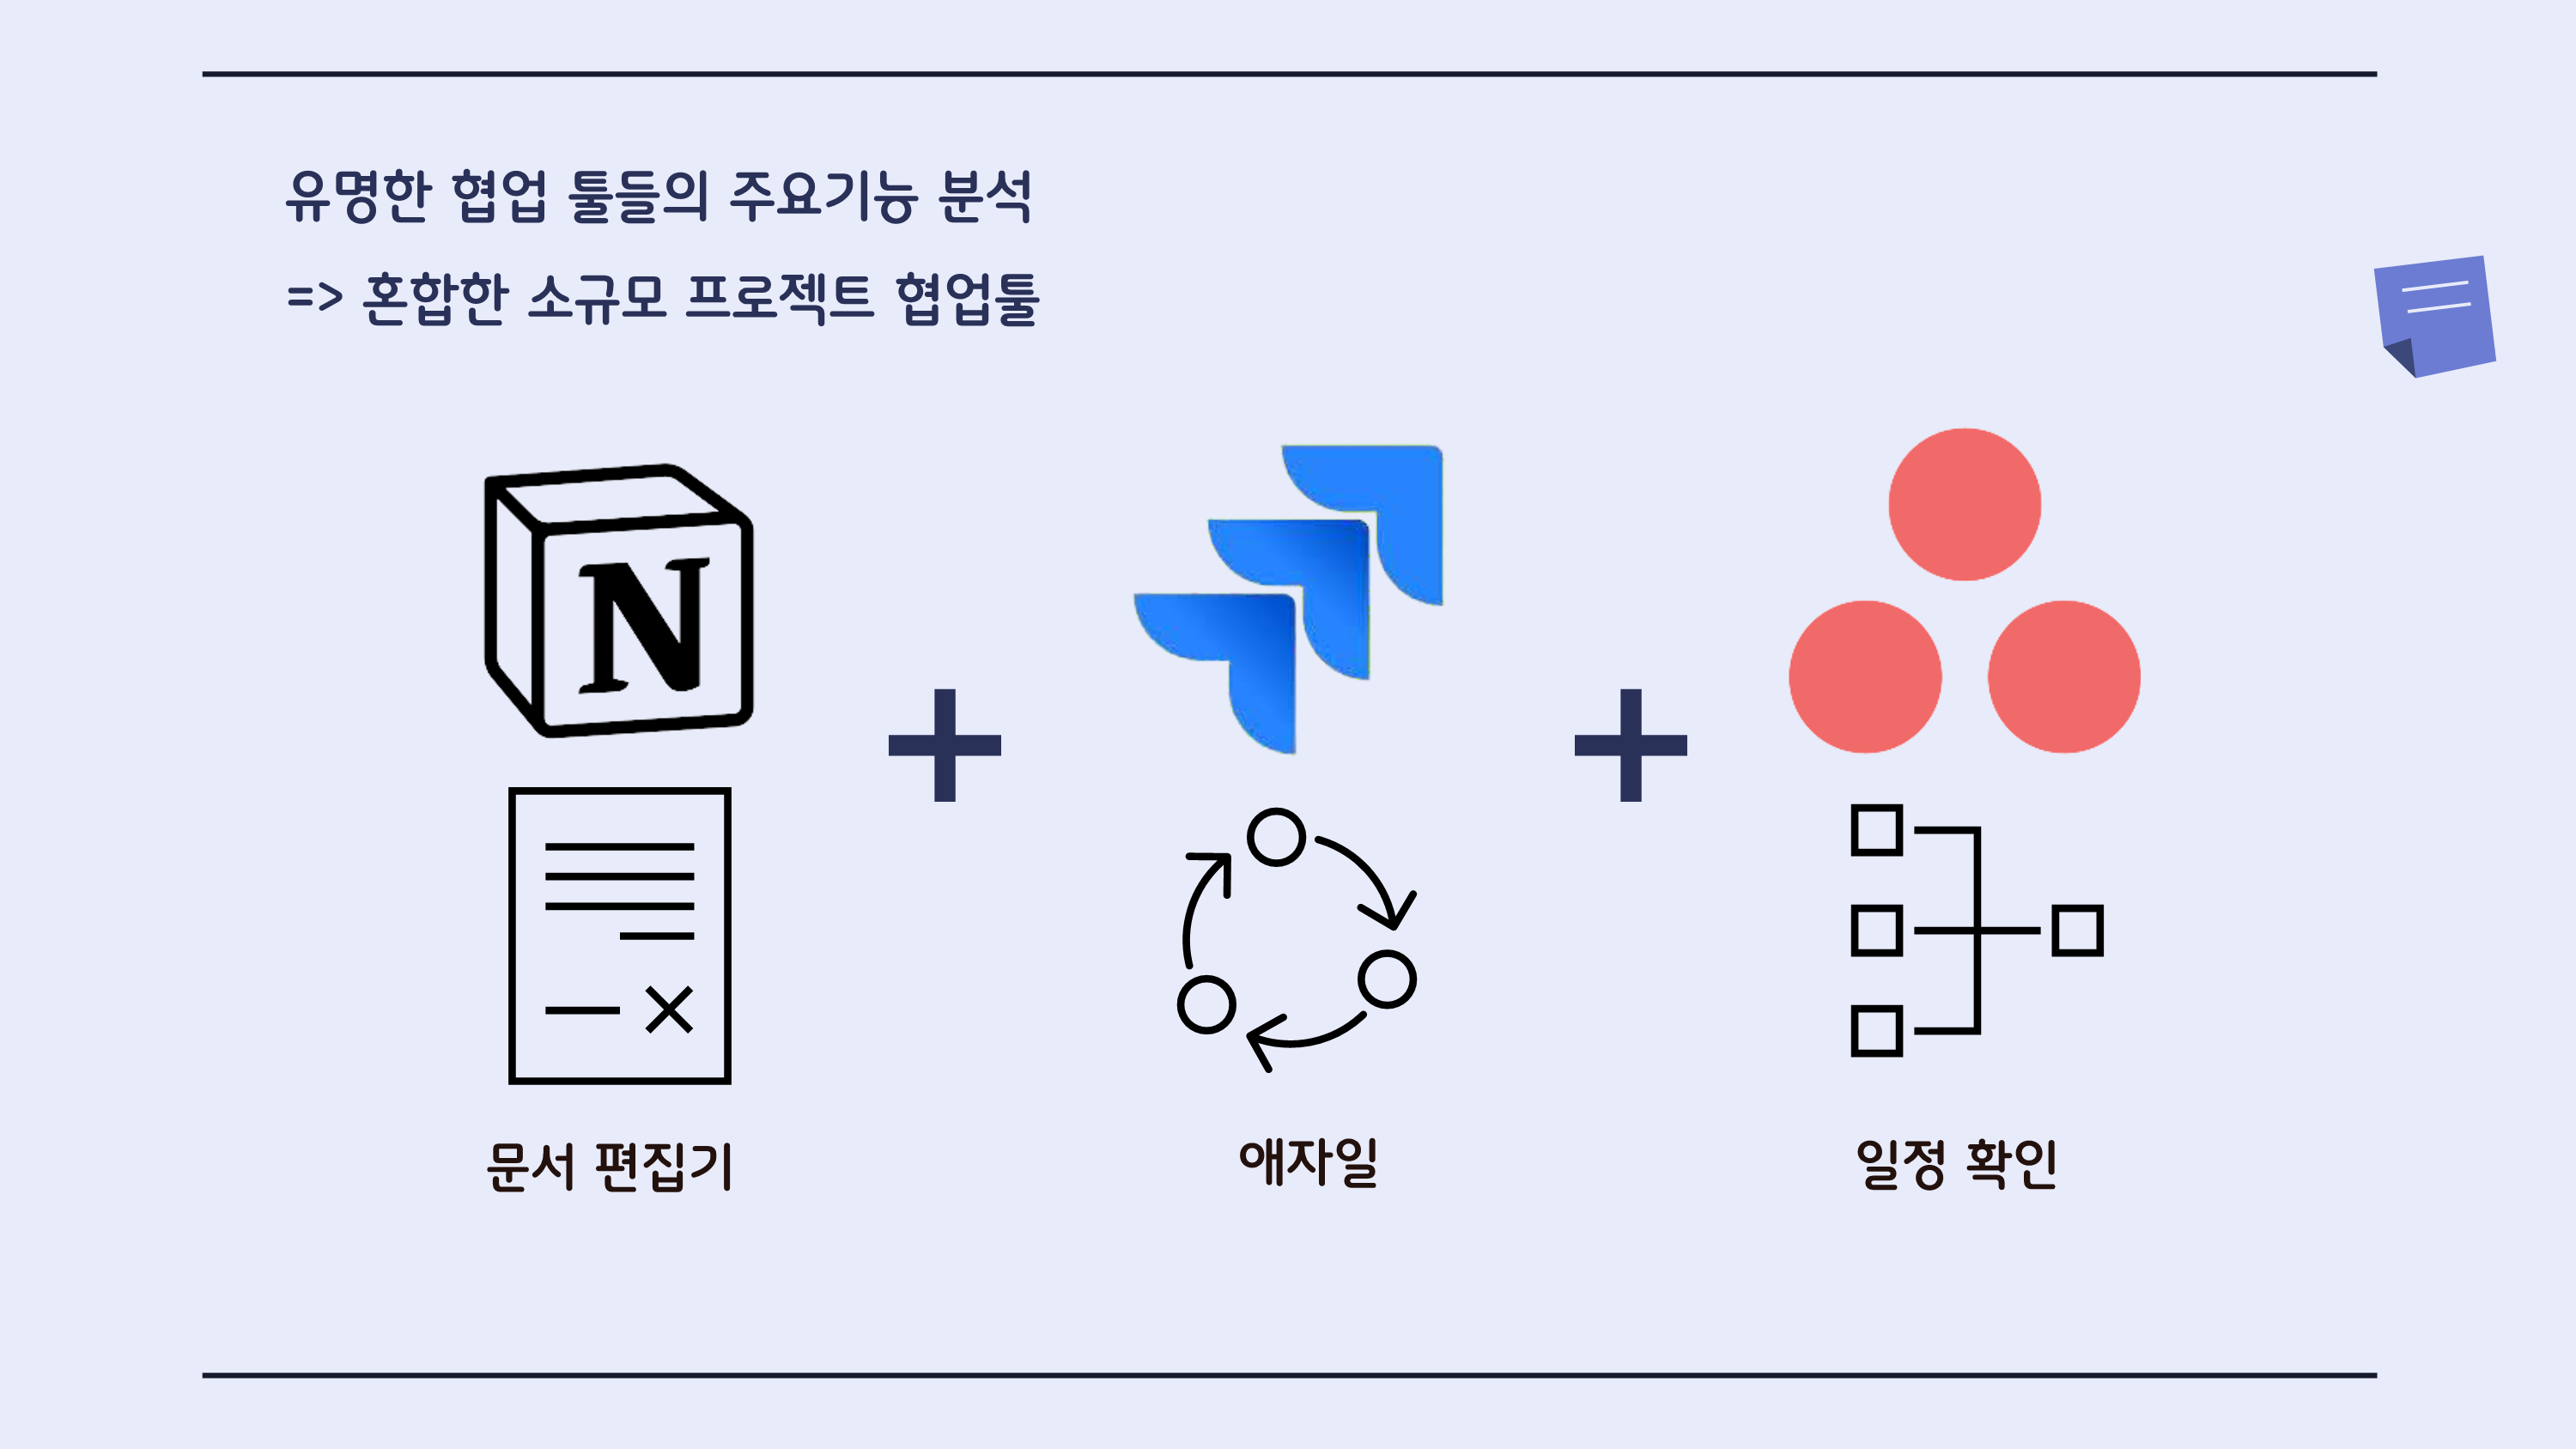 유명한 협업 툴들의 주요기능 분석
=> 혼합한 소규모 프로젝트 협업툴
N
문서 편집기
애자일
일정 확인